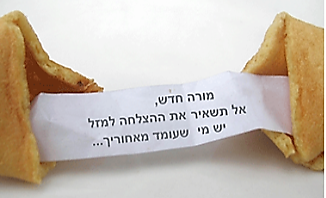 מורה חדש,
אל תשאיר את ההצלחה למזל
יש מי שעומד מאחוריך...